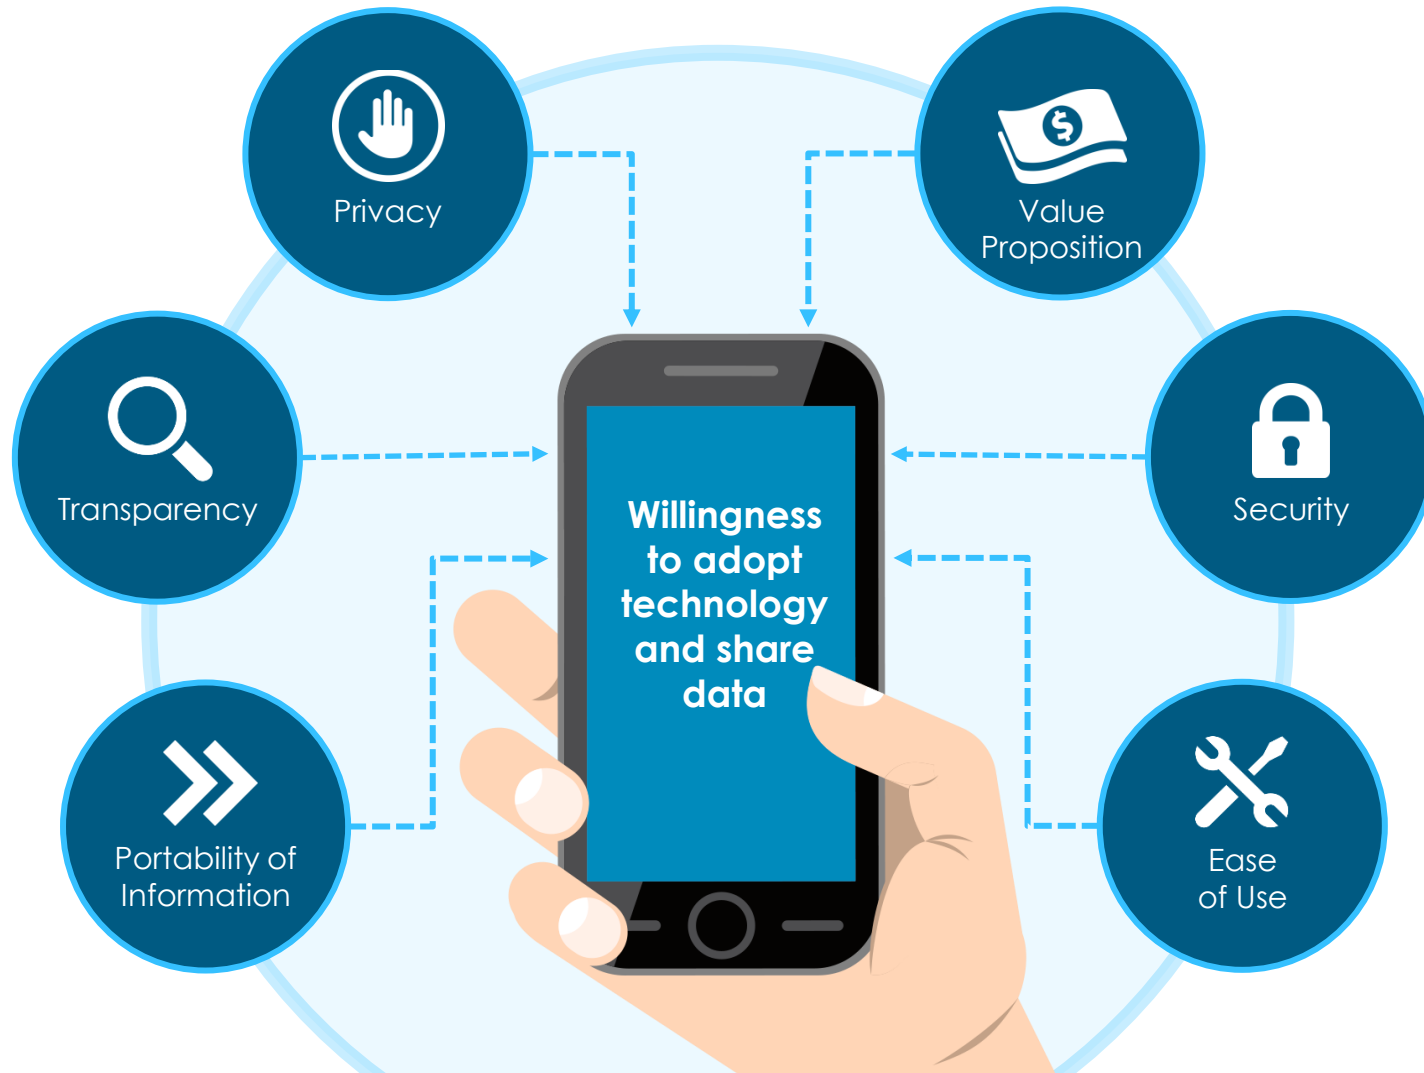 Privacy
Value
Proposition
Transparency
Willingness
to adopt
technology
and share
data
Security
Portability of
Information
Ease
of Use
$